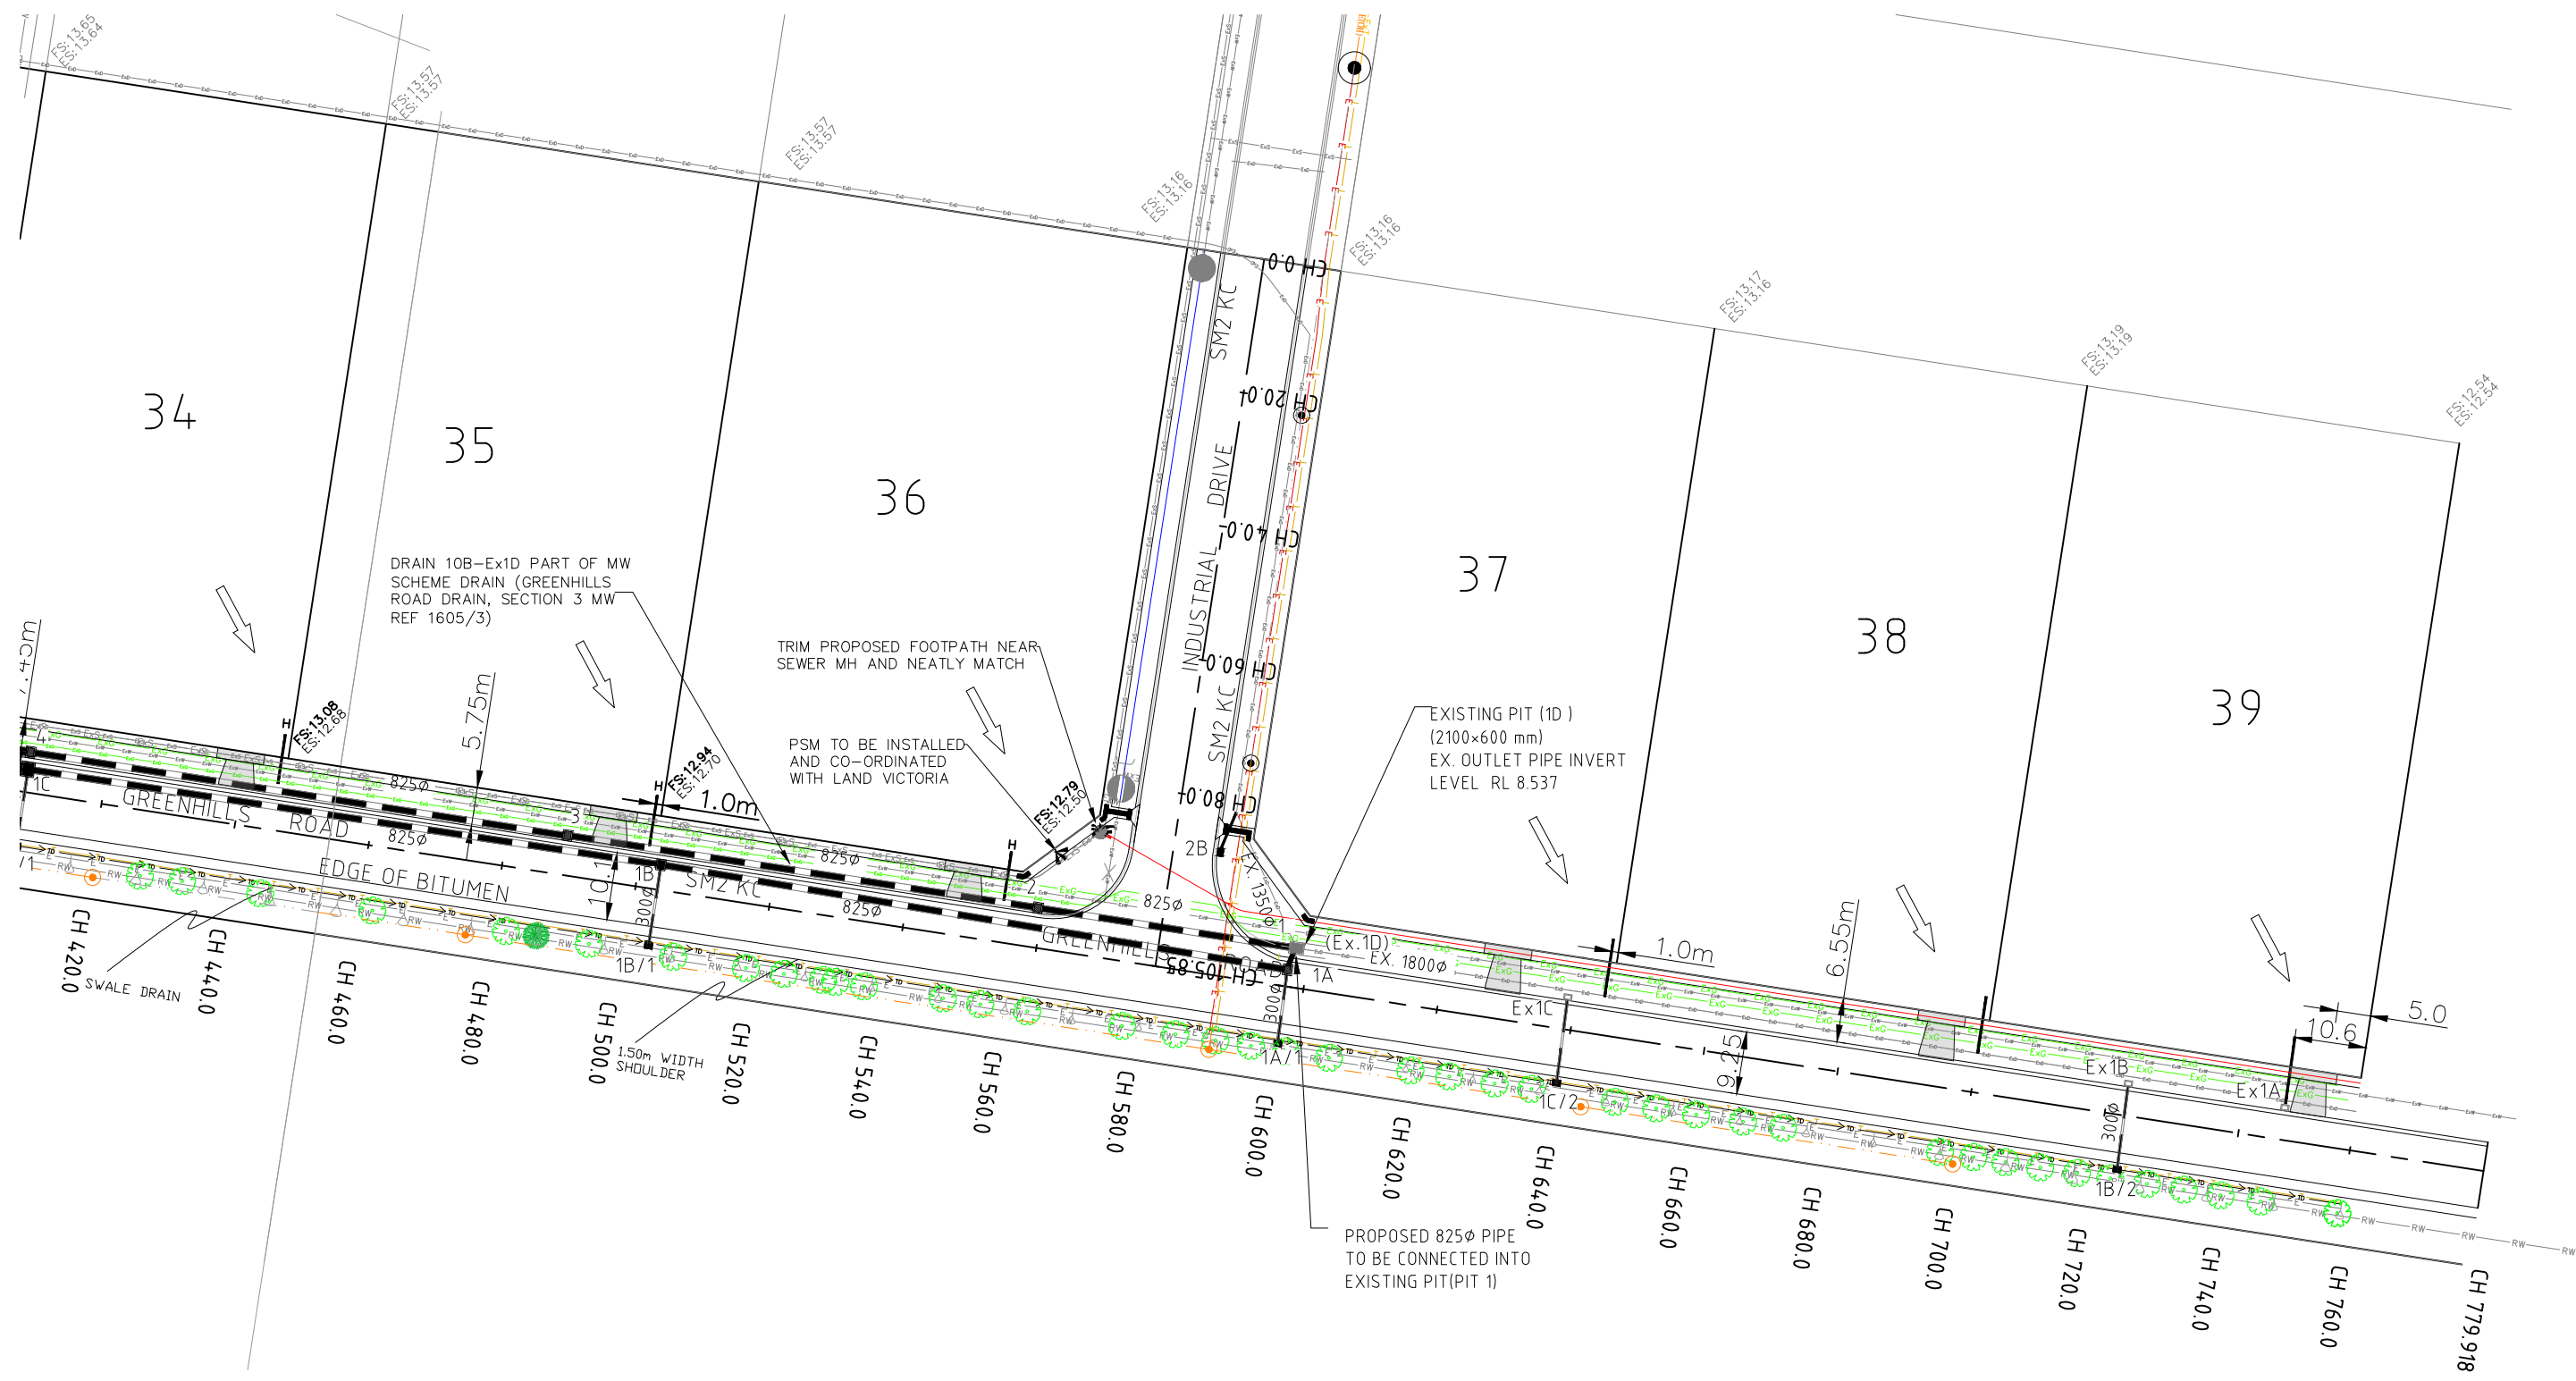 FS:13.65
ES:13.64
FS:13.57
ES:13.57
FS:13.57
ES:13.57
FS:13.16
ES:13.16
FS:13.16
ES:13.16
FS:13.17
ES:13.16
FS:13.19
ES:13.19
FS:12.54
ES:12.54
34
35
36
37
38
39
CH 0.0
CH 20.0
CH 40.0
CH 60.0
CH 80.0
CH 105.85
SM2 KC
INDUSTRIAL DRIVE
SM2 KC
DRAIN 10B-Ex1D PART OF MW
SCHEME DRAIN (GREENHILLS
ROAD DRAIN, SECTION 3 MW
REF 1605/3)
TRIM PROPOSED FOOTPATH NEAR
SEWER MH AND NEATLY MATCH
PSM TO BE INSTALLED
AND CO-ORDINATED
WITH LAND VICTORIA
EXISTING PIT (1D )
(2100×600 mm)
EX. OUTLET PIPE INVERT
LEVEL RL 8.537
H
FS:13.08
ES:12.68
5.75m
H
FS:12.94
ES:12.70
1.0m
FS:12.79
ES:12.50
H
4
1C
GREENHILLS ROAD
825ø
825ø
3
825ø
1B
SM2 KC
825ø
2
825ø
GREENHILLS ROAD
2B
EX. 1350ø
1
(Ex.1D)
EX. 1800ø
1A
EDGE OF BITUMEN
10.1
300ø
1B/1
300ø
1A/1
Ex1C
1C/2
1.0m
6.55m
9.25
Ex1B
300ø
1B/2
Ex1A
10.6
5.0
SWALE DRAIN
1.50m WIDTH
SHOULDER
PROPOSED 825ø PIPE
TO BE CONNECTED INTO
EXISTING PIT(PIT 1)
CH 420.0
CH 440.0
CH 460.0
CH 480.0
CH 500.0
CH 520.0
CH 540.0
CH 560.0
CH 580.0
CH 600.0
CH 620.0
CH 640.0
CH 660.0
CH 680.0
CH 700.0
CH 720.0
CH 740.0
CH 760.0
CH 779.918